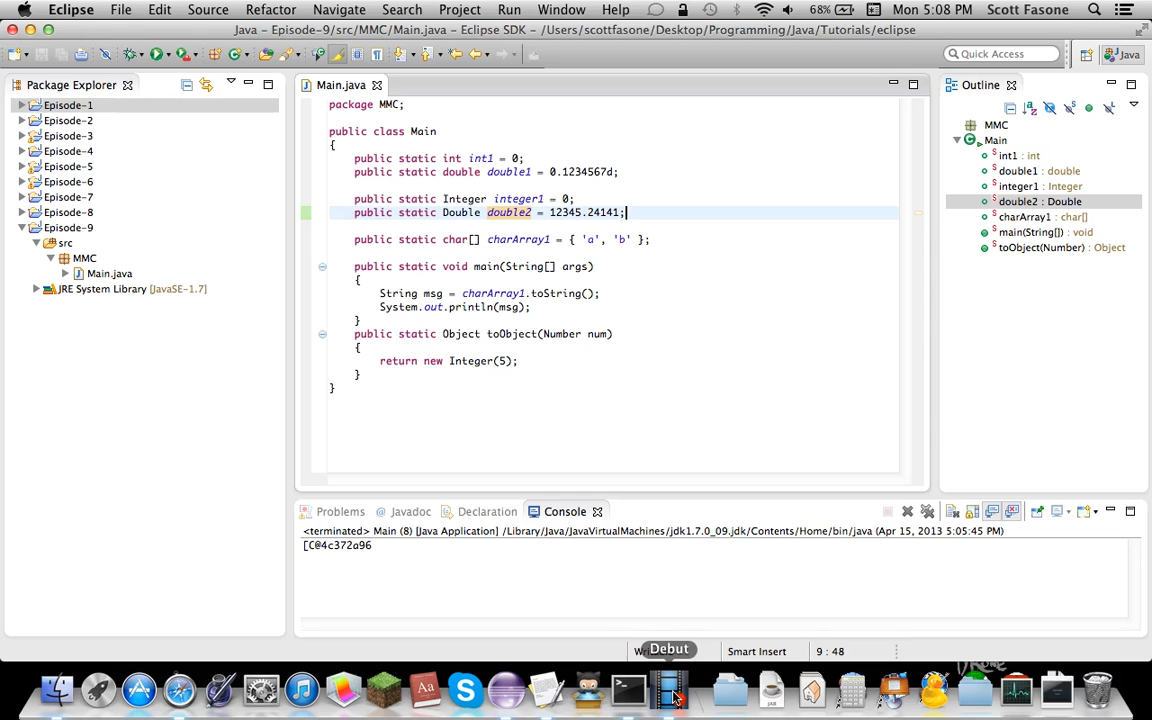 Eclipse File Edit Source Refactor Navigate Search Project Run Window Help 68% Mon 5:08 PM Scott Fasone
Java – Episode-9/src/MMC/Main.java – Eclipse SDK – /Users/scottfasone/Desktop/Programming/Java/Tutorials/eclipse
Quick Access Java
Package Explorer
Episode-1
Episode-2
Episode-3
Episode-4
Episode-5
Episode-6
Episode-7
Episode-8
Episode-9
src
MMC
Main.java
JRE System Library [JavaSE-1.7]
Main.java
package MMC;
public class Main
{
public static int int1 = 0;
public static double double1 = 0.1234567d;
public static Integer integer1 = 0;
public static Double double2 = 12345.24141;
public static char[] charArray1 = { 'a', 'b' };
public static void main(String[] args)
{
String msg = charArray1.toString();
System.out.println(msg);
}
public static Object toObject(Number num)
{
return new Integer(5);
}
}
Outline
MMC
Main
int1 : int
double1 : double
integer1 : Integer
double2 : Double
charArray1 : char[]
main(String[]) : void
toObject(Number) : Object
Problems Javadoc Declaration Console
<terminated> Main (8) [Java Application] /Library/Java/JavaVirtualMachines/jdk1.7.0_09.jdk/Contents/Home/bin/java (Apr 15, 2013 5:05:45 PM)
[C@4c372a96
Debut
Smart Insert 9 : 48